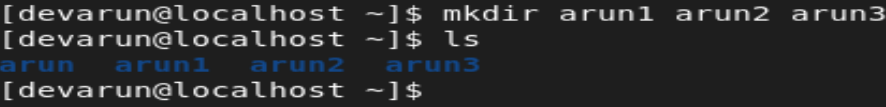 [devarun@localhost ~]$ mkdir arun1 arun2 arun3
[devarun@localhost ~]$ ls
arun  arun1  arun2  arun3
[devarun@localhost ~]$